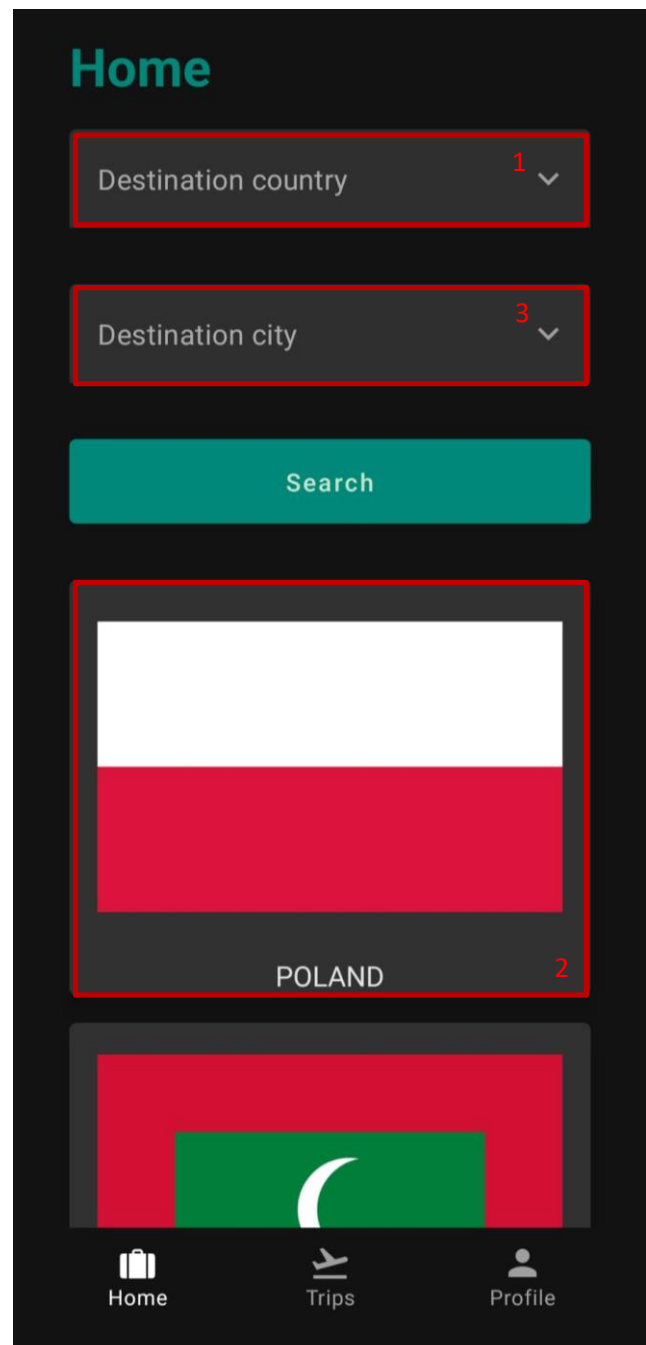 Home
Destination country 1
Destination city 3
Search
POLAND 2
Home Trips Profile